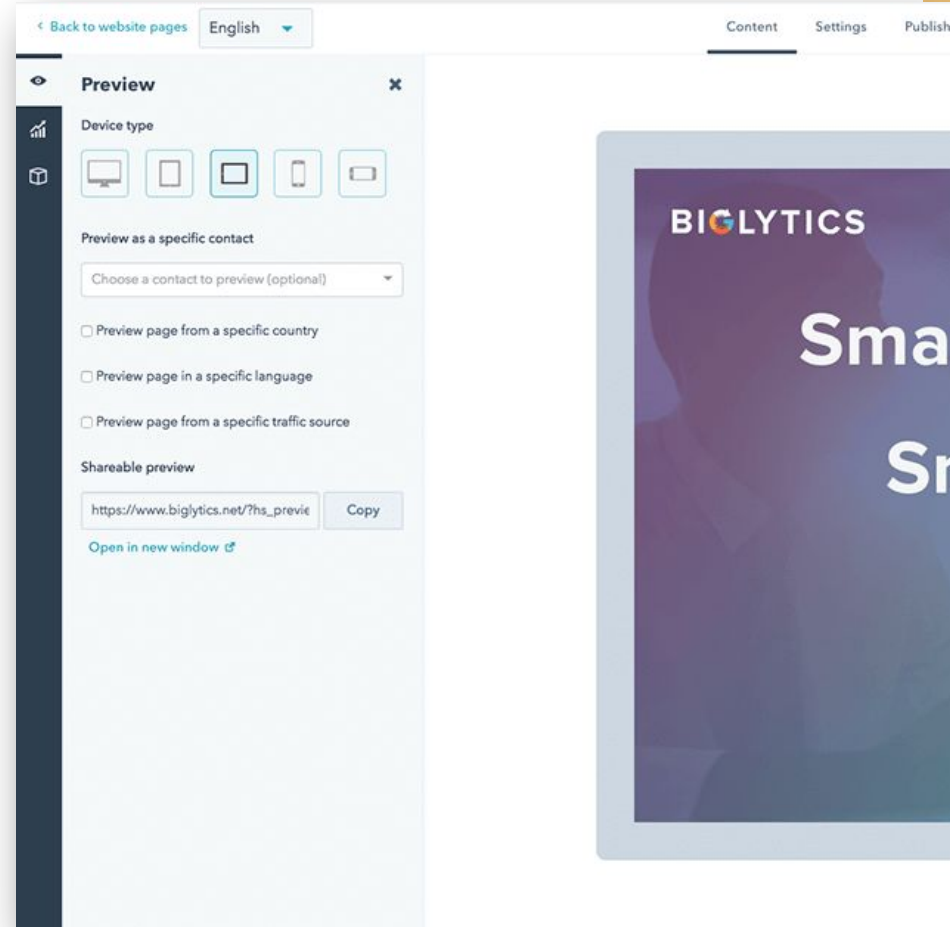 Back to website pages
English
Content Settings Publish
Preview
Device type
Preview as a specific contact
Choose a contact to preview (optional)
Preview page from a specific country
Preview page in a specific language
Preview page from a specific traffic source
Shareable preview
https://www.biglytics.net/?hs_previe Copy
Open in new window
BIGLYTICS
Sma
Sr